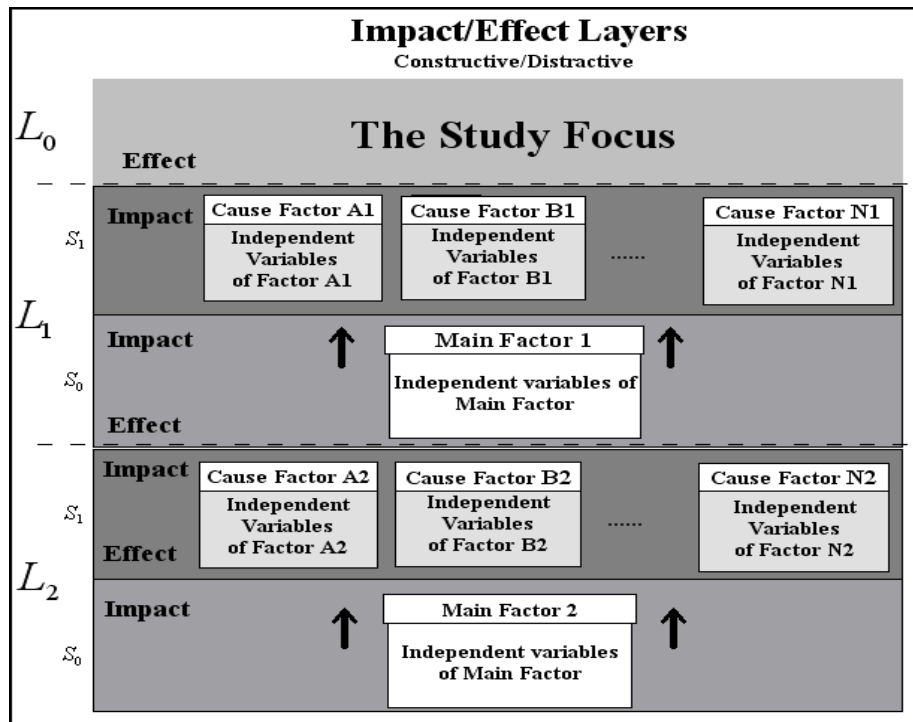 Impact/Effect Layers
Constructive/Distractive
L0
The Study Focus
Effect
Impact
S1
Cause Factor A1
Independent
Variables
of Factor A1
Cause Factor B1
Independent
Variables
of Factor B1
......
Cause Factor N1
Independent
Variables
of Factor N1
L1
Impact
S0
Main Factor 1
Independent variables of
Main Factor
Effect
Impact
S1
Cause Factor A2
Independent
Variables
of Factor A2
Cause Factor B2
Independent
Variables
of Factor B2
......
Cause Factor N2
Independent
Variables
of Factor N2
Effect
L2
Impact
S0
Main Factor 2
Independent variables
of Main Factor